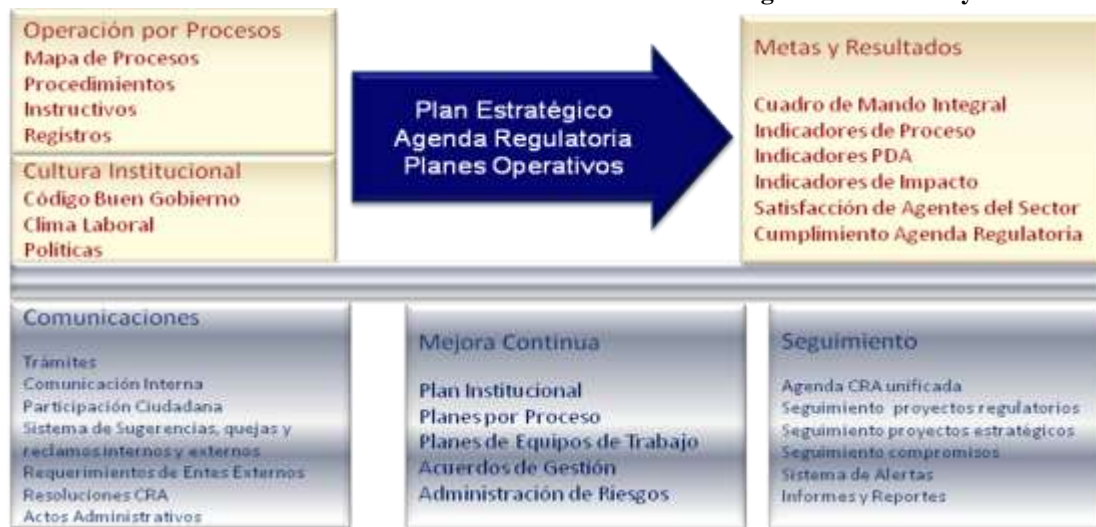 Operación por Procesos
Mapa de Procesos
Procedimientos
Instructivos
Registros
Cultura Institucional
Código Buen Gobierno
Clima Laboral
Políticas
Plan Estratégico
Agenda Regulatoria
Planes Operativos
Metas y Resultados
Cuadro de Mando Integral
Indicadores de Proceso
Indicadores PDA
Indicadores de Impacto
Satisfacción de Agentes del Sector
Cumplimiento Agenda Regulatoria
Comunicaciones
Trámites
Comunicación Interna
Participación Ciudadana
Sistema de Sugerencias, quejas y
reclamos internos y externos
Requerimientos de Entes Externos
Resoluciones CRA
Actos Administrativos
Mejora Continua
Plan Institucional
Planes por Proceso
Planes de Equipos de Trabajo
Acuerdos de Gestión
Administración de Riesgos
Seguimiento
Agenda CRA unificada
Seguimiento proyectos regulatorios
Seguimiento proyectos estratégicos
Seguimiento compromisos
Sistema de Alertas
Informes y Reportes